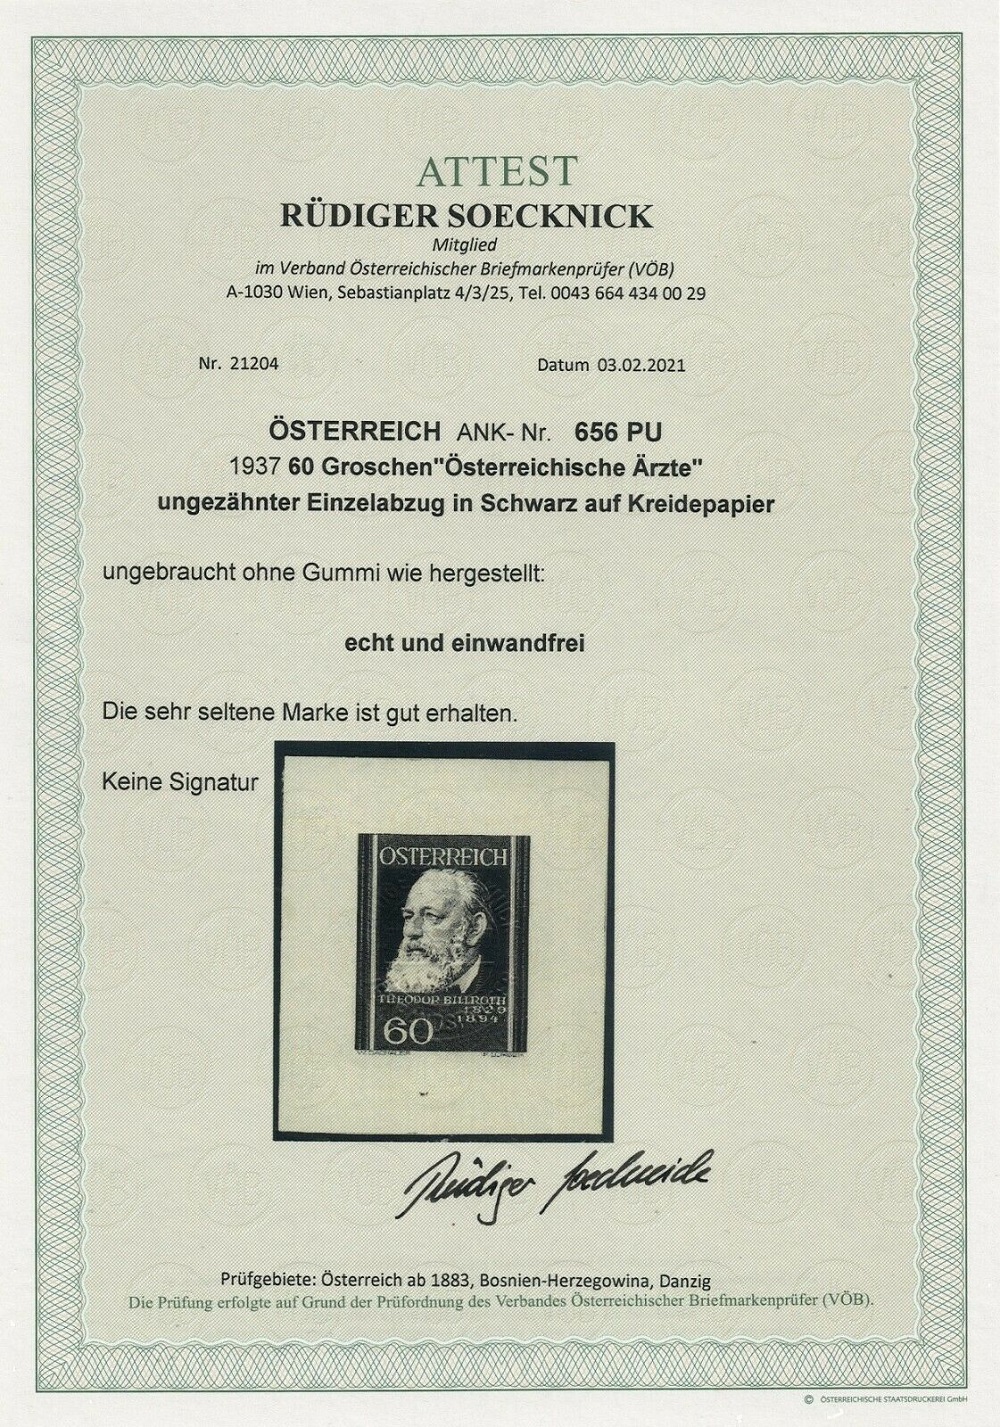 ATTEST
RÜDIGER SOECKNICK
Mitglied
im Verband Österreichischer Briefmarkenprüfer (VÖB)
A-1030 Wien, Sebastianplatz 4/3/25, Tel. 0043 664 434 00 29
Nr. 21204 Datum 03.02.2021
ÖSTERREICH ANK- Nr. 656 PU
1937 60 Groschen"Österreichische Ärzte"
ungezähnter Einzelabzug in Schwarz auf Kreidepapier
ungebraucht ohne Gummi wie hergestellt:
echt und einwandfrei
Die sehr seltene Marke ist gut erhalten.
Keine Signatur
ÖSTERREICH
THEODOR BILLROTH
1829
1894
60
Rüdiger Soecknick
Prüfgebiete: Österreich ab 1883, Bosnien-Herzegowina, Danzig
Die Prüfung erfolgte auf Grund der Prüfordnung des Verbandes Österreichischer Briefmarkenprüfer (VÖB).
© ÖSTERREICHISCHE STAATSDRUCKEREI GmbH